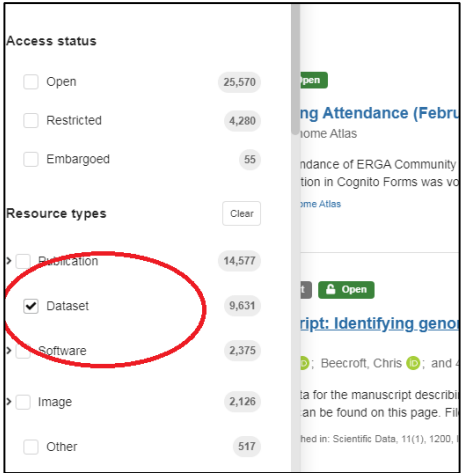 Access status
Open 25,570
Restricted 4,280
Embargoed 55
Resource types Clear
Publication 14,577
Dataset 9,631
Software 2,375
Image 2,126
Other 517
pen
ng Attendance (Febru
nome Atlas
ndance of ERGA Community
tion in Cognito Forms was vo
ome Atlas
t Open
ript: Identifying geno
; Beecroft, Chris ; and 4
ta for the manuscript describi
an be found on this page. Fil
hed in: Scientific Data, 11(1), 1200,